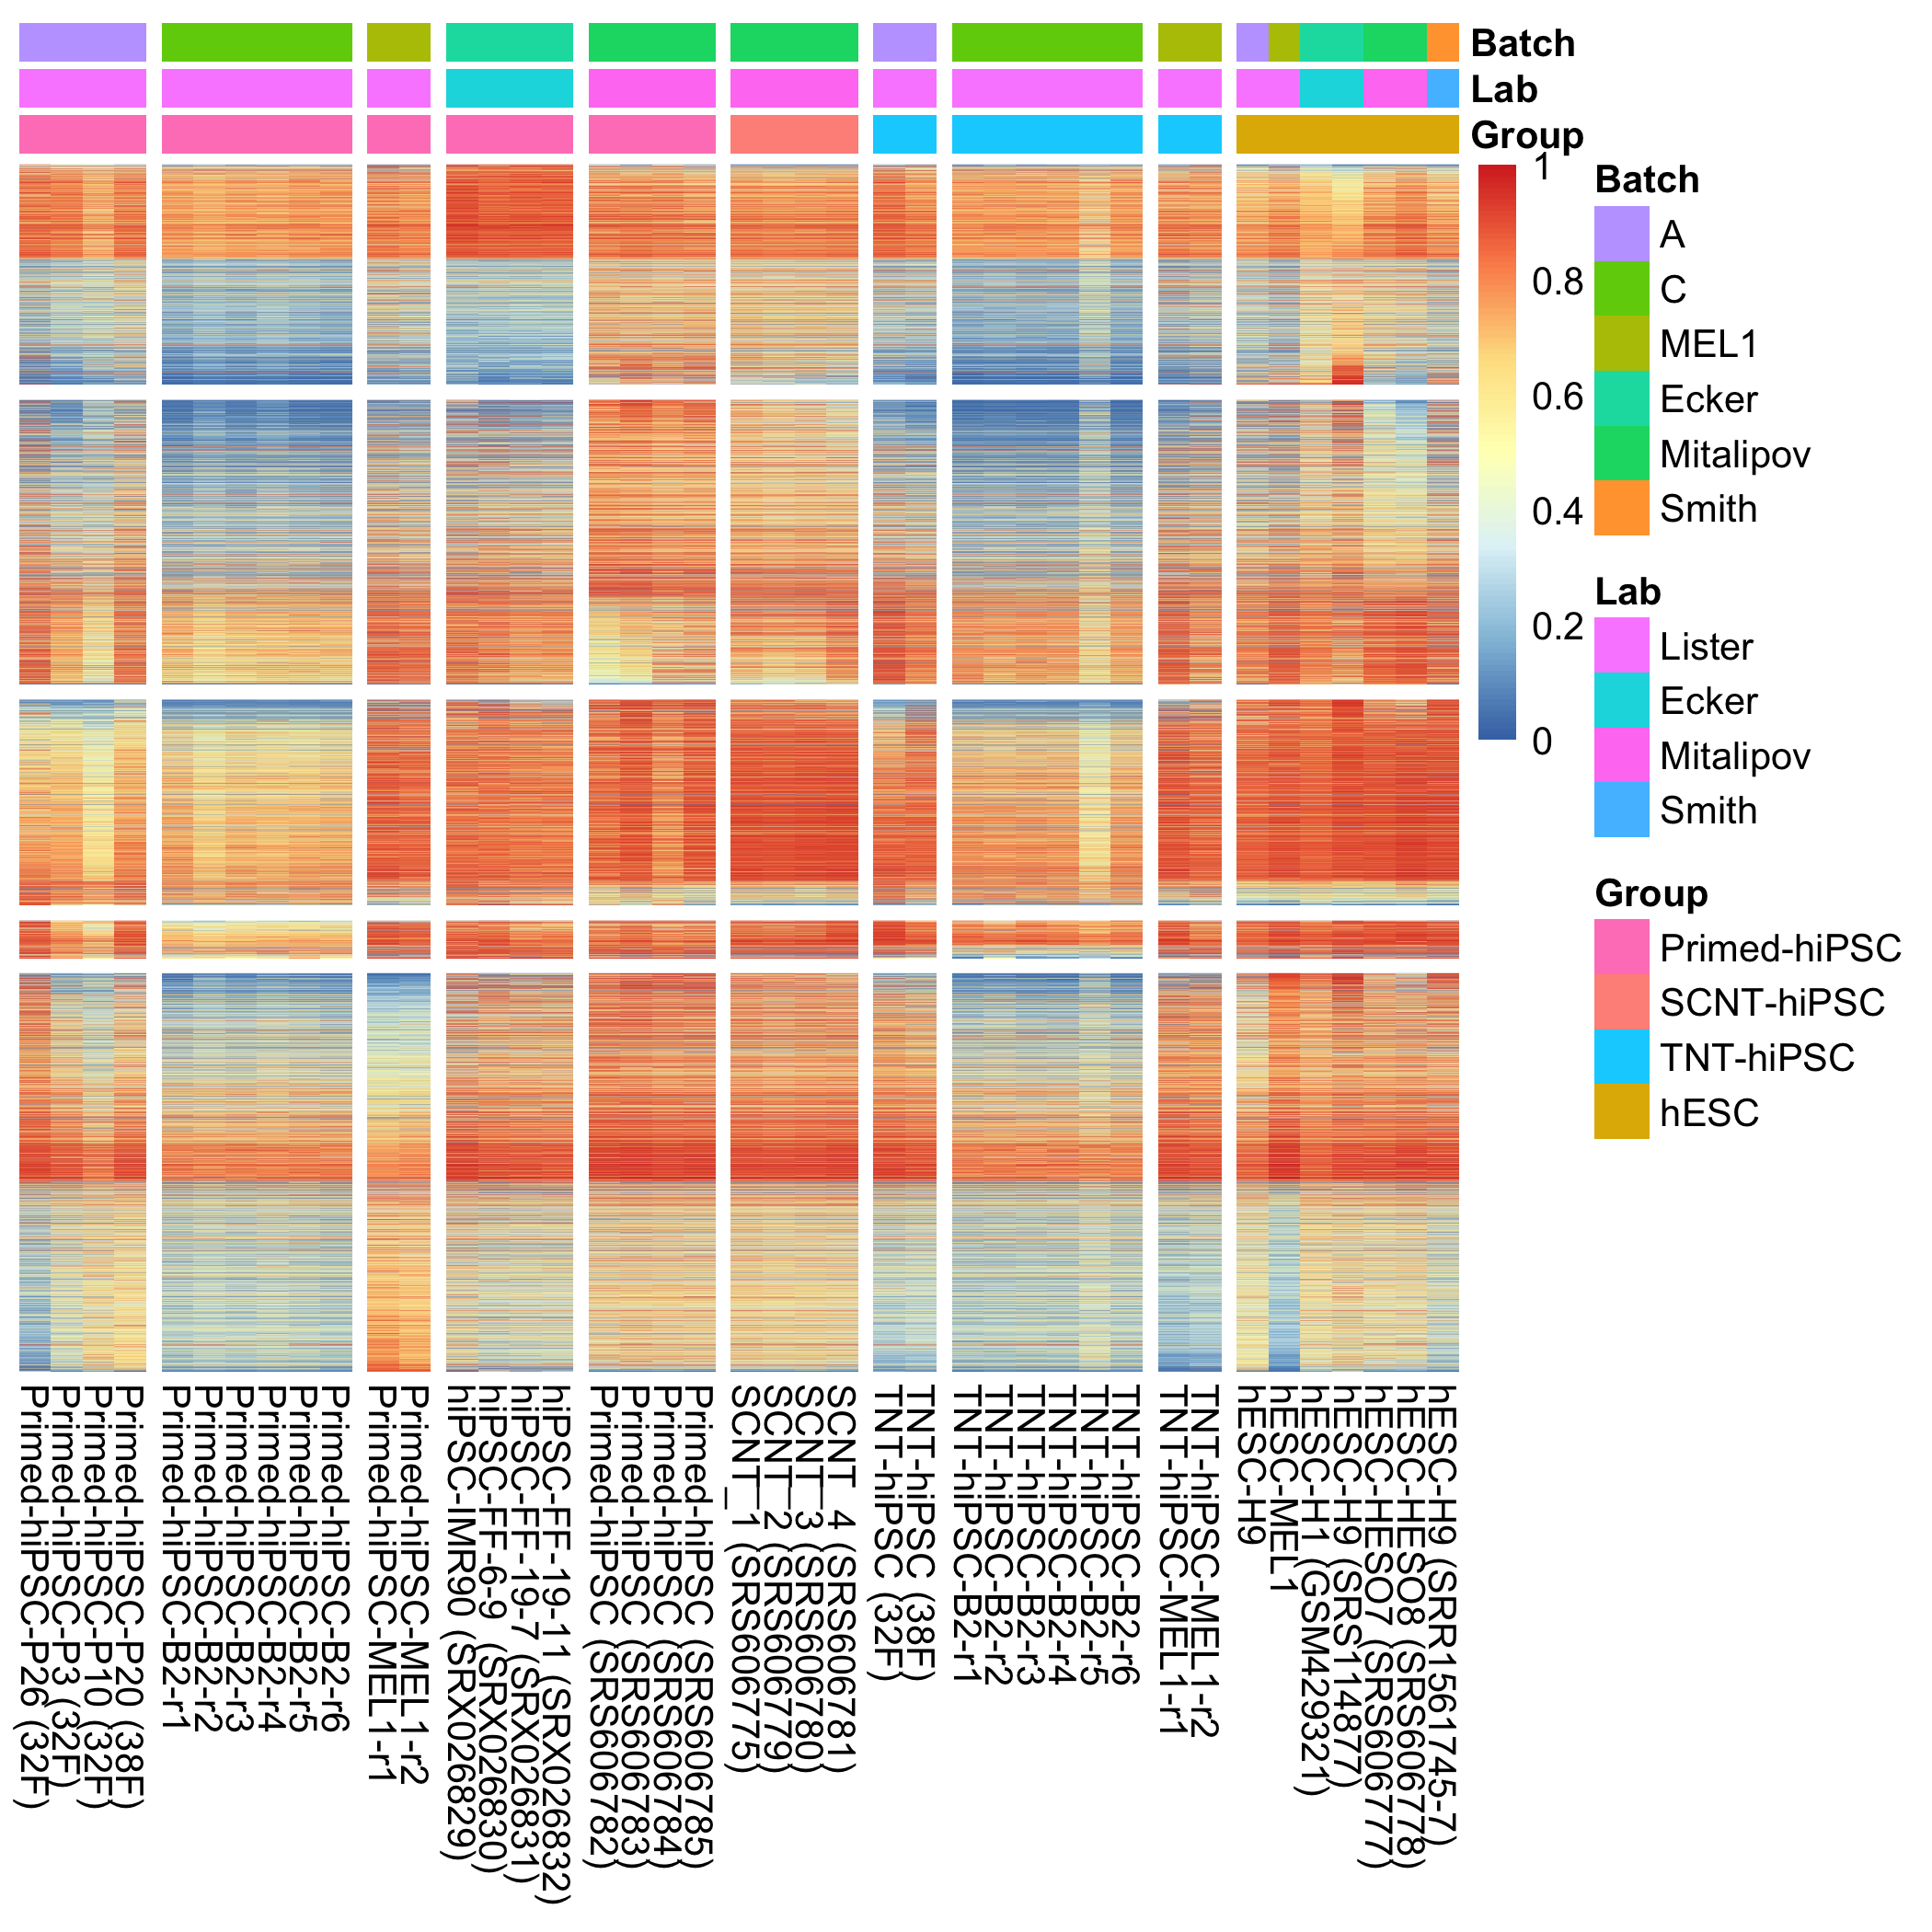 Batch
Lab
Group
1
0.8
0.6
0.4
0.2
0
Batch
A
C
MEL1
Ecker
Mitalipov
Smith
Lab
Lister
Ecker
Mitalipov
Smith
Group
Primed-hiPSC
SCNT-hiPSC
TNT-hiPSC
hESC
Primed-hiPSC-P26 (32F)
Primed-hiPSC-P3 (32F)
Primed-hiPSC-P10 (32F)
Primed-hiPSC-P20 (38F)
Primed-hiPSC-B2-r1
Primed-hiPSC-B2-r2
Primed-hiPSC-B2-r3
Primed-hiPSC-B2-r4
Primed-hiPSC-B2-r5
Primed-hiPSC-B2-r6
Primed-hiPSC-MEL1-r1
Primed-hiPSC-MEL1-r2
hiPSC-IMR90 (SRX026829)
hiPSC-FF-6-9 (SRX026830)
hiPSC-FF-19-7 (SRX026831)
hiPSC-FF-19-11 (SRX026832)
Primed-hiPSC (SRS606782)
Primed-hiPSC (SRS606783)
Primed-hiPSC (SRS606784)
Primed-hiPSC (SRS606785)
SCNT_1 (SRS606775)
SCNT_2 (SRS606779)
SCNT_3 (SRS606780)
SCNT_4 (SRS606781)
TNT-hiPSC (32F)
TNT-hiPSC (38F)
TNT-hiPSC-B2-r1
TNT-hiPSC-B2-r2
TNT-hiPSC-B2-r3
TNT-hiPSC-B2-r4
TNT-hiPSC-B2-r5
TNT-hiPSC-B2-r6
TNT-hiPSC-MEL1-r1
TNT-hiPSC-MEL1-r2
hESC-H9
hESC-MEL1
hESC-H1 (GSM429321)
hESC-H9 (SRS114877)
hESC-HESO7 (SRS606777)
hESC-HESO8 (SRS606778)
hESC-H9 (SRR1561745-7)